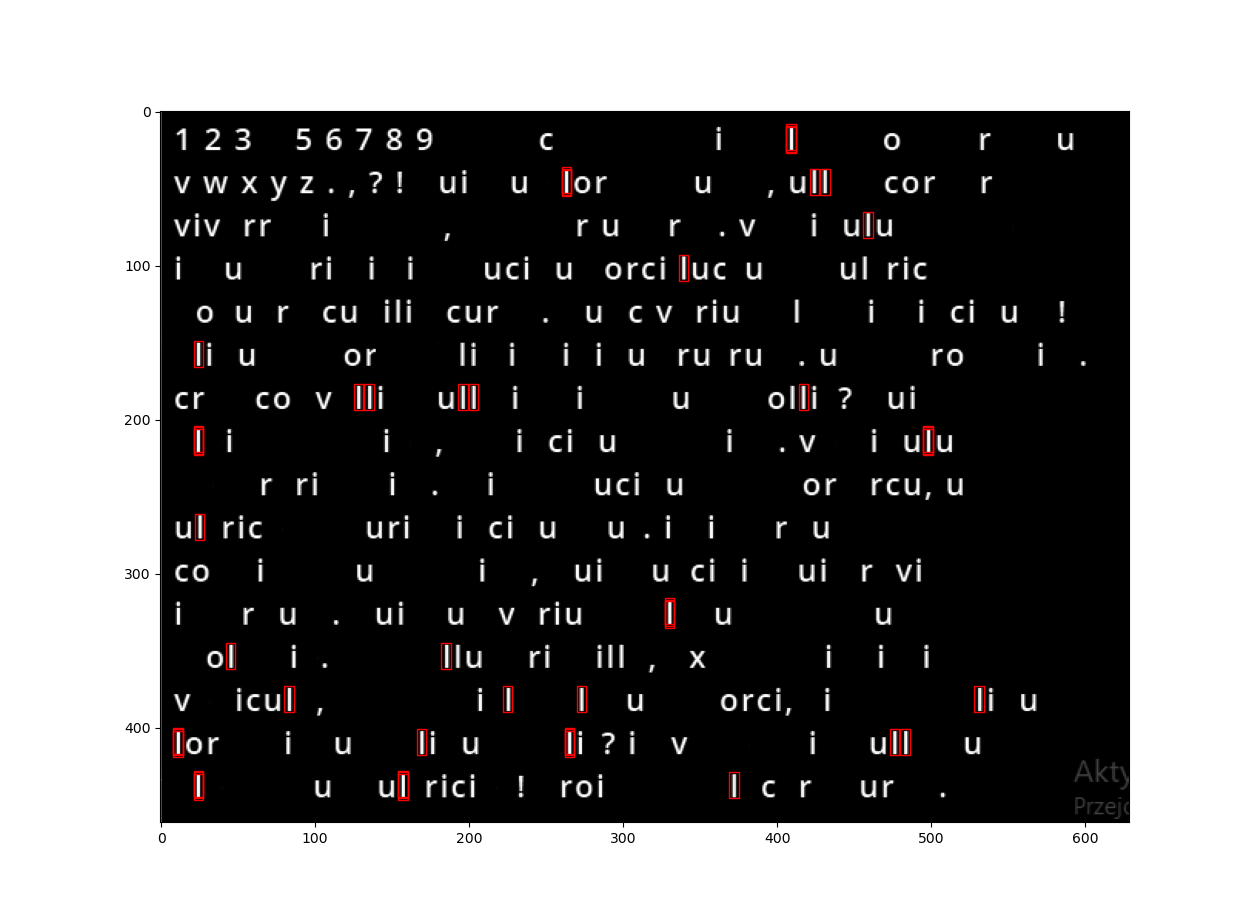 0
1 2 3 5 6 7 8 9 c i l o r u
v w x y z . , ? ! ui u lor u , ull cor r
viv rr i , r u r . v i ulu
100
i u ri i i uci u orci luc u ul ric
o u r cu ili cur . u c v riu l i i ci u !
li u or li i i i u ru ru . u ro i .
cr co v lli ull i i u olli ? ui
200
l i i , i ci u i . v i ulu
r ri i . i uci u or rcu, u
ul ric uri i ci u u . i i r u
300
co i u i , ui u ci i ui r vi
i r u . ui u v riu l u u
ol i . llu ri ill , x i i i
v icul , i l l u orci, i li u
400
lor i u li u li ? i v i ull u
l u ul rici ! roi l c r ur .
Akty
Przejd
0 100 200 300 400 500 600